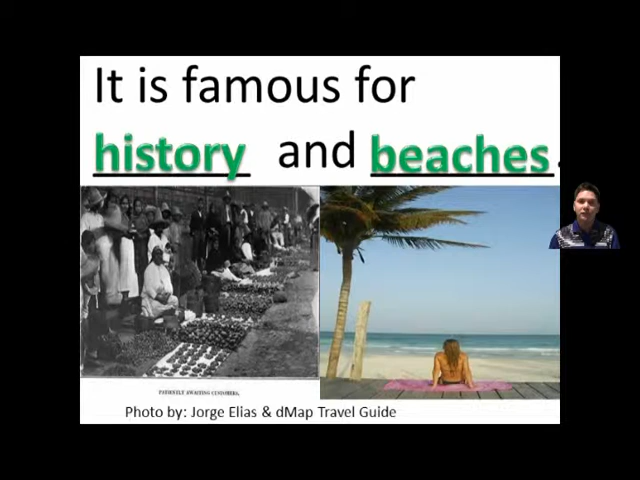 It is famous for
history and beaches.
PATIENTLY AWAITING CUSTOMERS.
Photo by: Jorge Elias & dMap Travel Guide